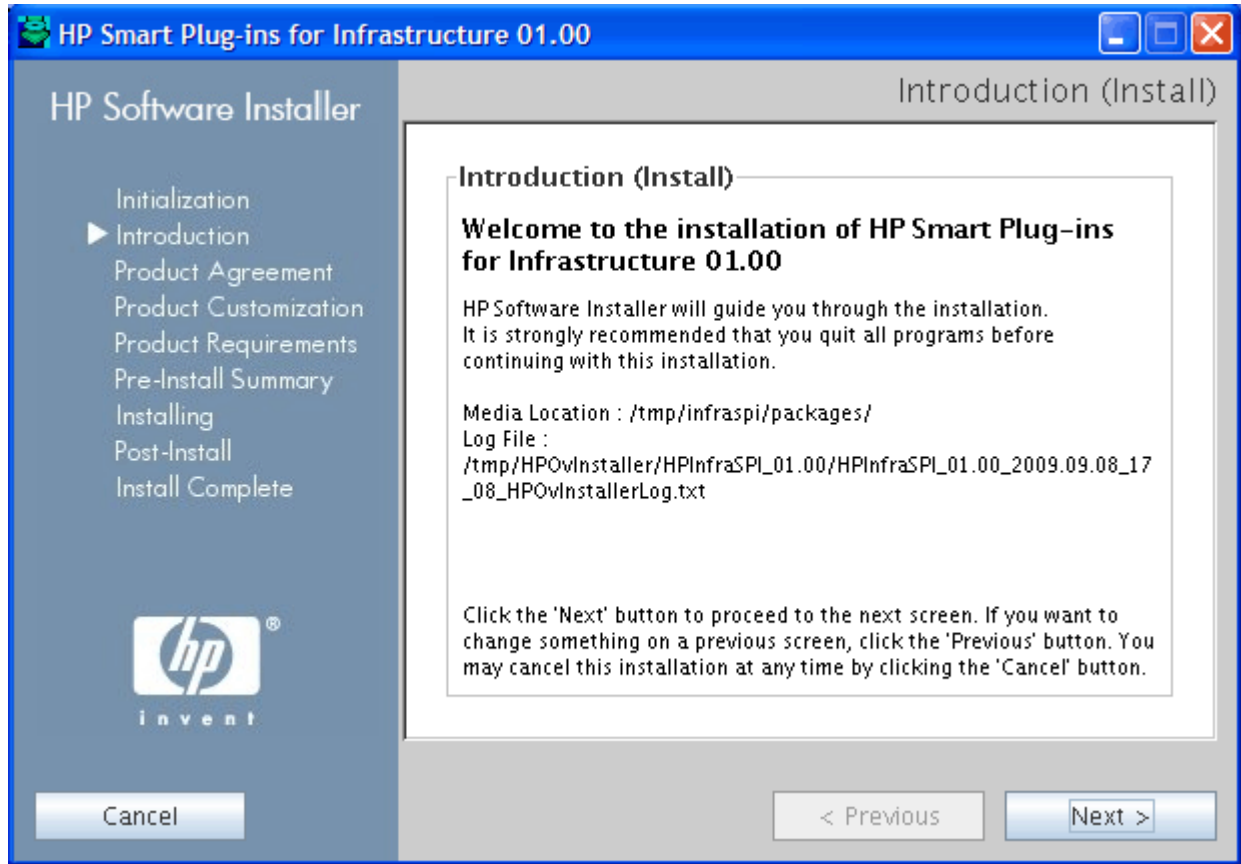 HP Smart Plug-ins for Infrastructure 01.00
HP Software Installer
Introduction (Install)
Initialization
Introduction
Product Agreement
Product Customization
Product Requirements
Pre-Install Summary
Installing
Post-Install
Install Complete
hp
®
invent
Introduction (Install)
Welcome to the installation of HP Smart Plug-ins
for Infrastructure 01.00
HP Software Installer will guide you through the installation.
It is strongly recommended that you quit all programs before
continuing with this installation.
Media Location : /tmp/infraspi/packages/
Log File :
/tmp/HPOvInstaller/HPInfraSPI_01.00/HPInfraSPI_01.00_2009.09.08_17
_08_HPOvInstallerLog.txt
Click the 'Next' button to proceed to the next screen. If you want to
change something on a previous screen, click the 'Previous' button. You
may cancel this installation at any time by clicking the 'Cancel' button.
Cancel
< Previous
Next >